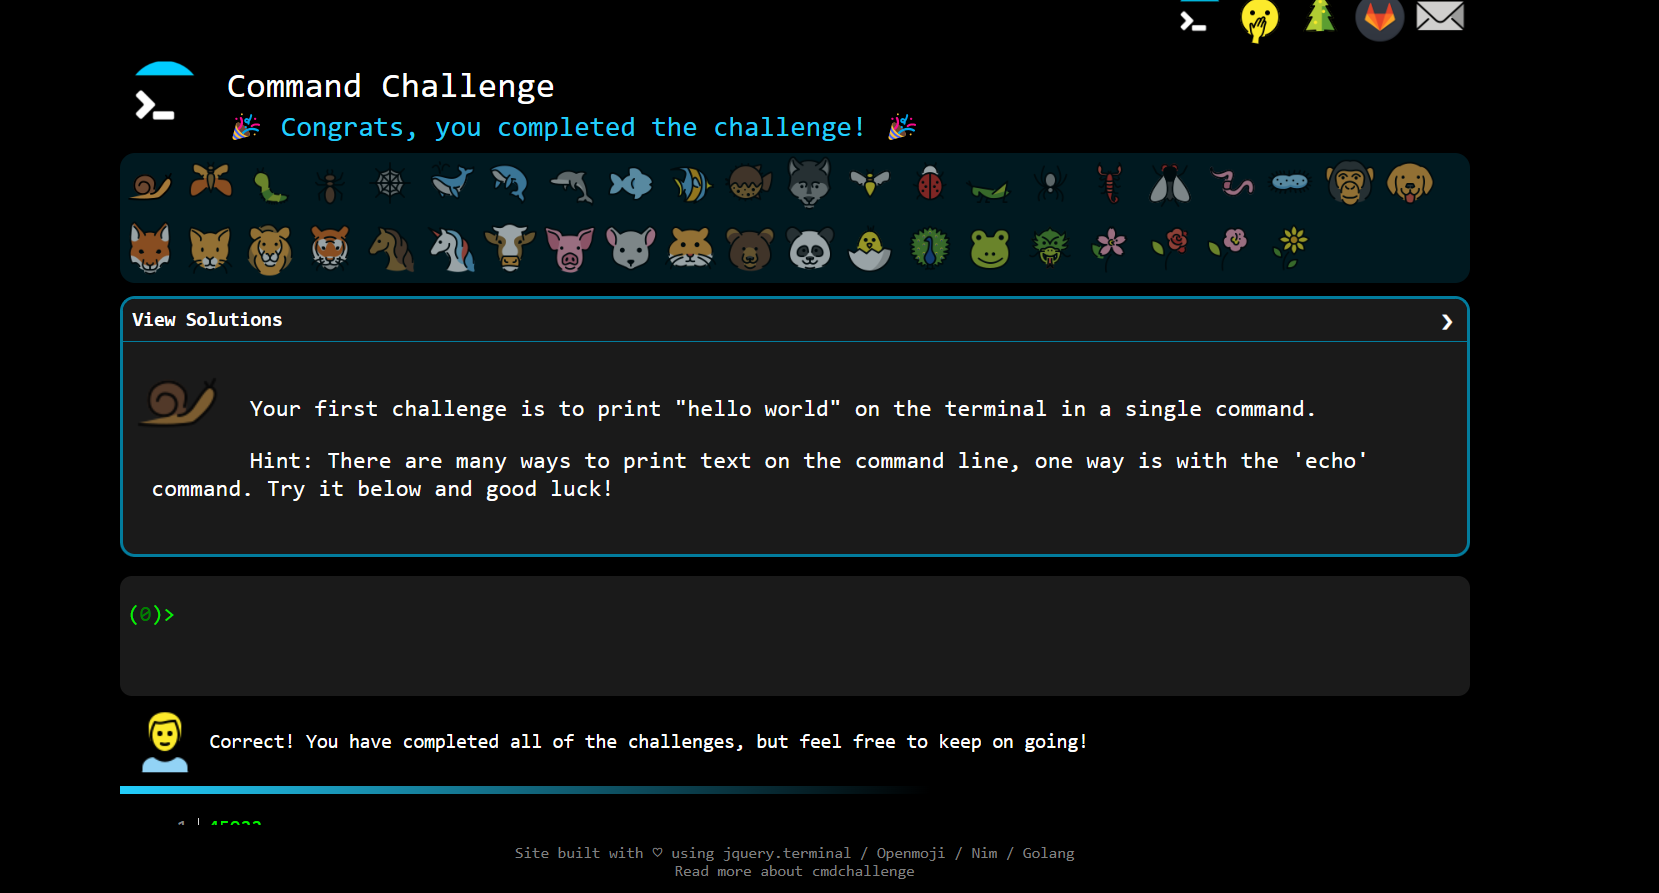 Command Challenge
🎉 Congrats, you completed the challenge! 🎉
View Solutions
Your first challenge is to print "hello world" on the terminal in a single command.
Hint: There are many ways to print text on the command line, one way is with the 'echo'
command. Try it below and good luck!
(0)>
Correct! You have completed all of the challenges, but feel free to keep on going!
Site built with ♡ using jquery.terminal / Openmoji / Nim / Golang
Read more about cmdchallenge